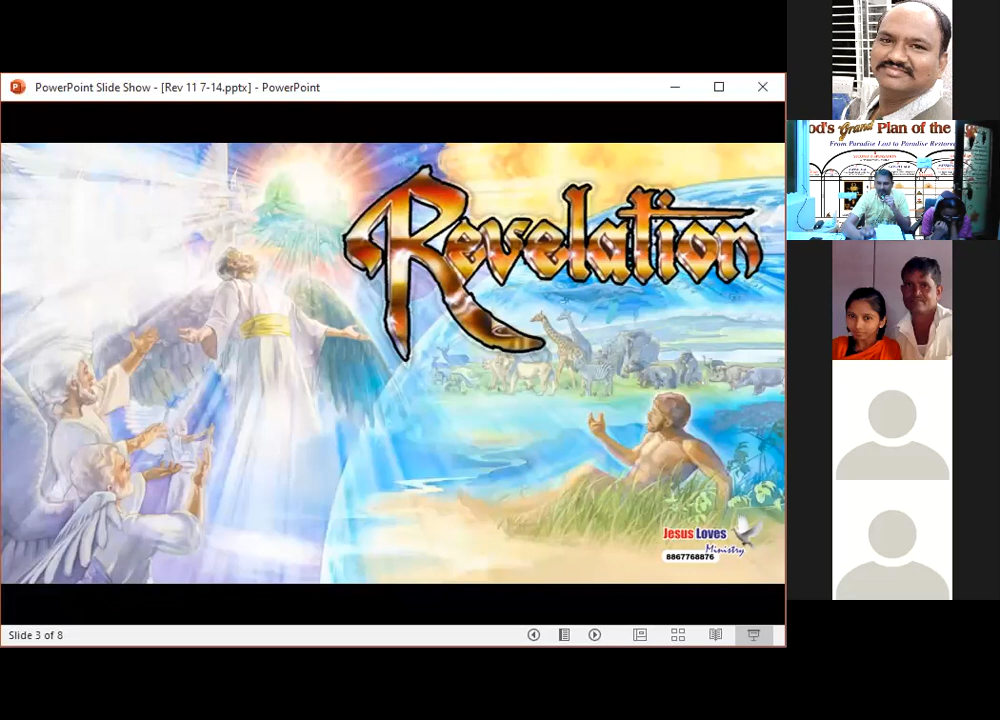 PowerPoint Slide Show - [Rev 11 7-14.pptx] - PowerPoint
Revelation
Jesus Loves
Ministry
8867768876
Slide 3 of 8
od's Grand Plan of the
From Paradise Lost to Paradise Restored